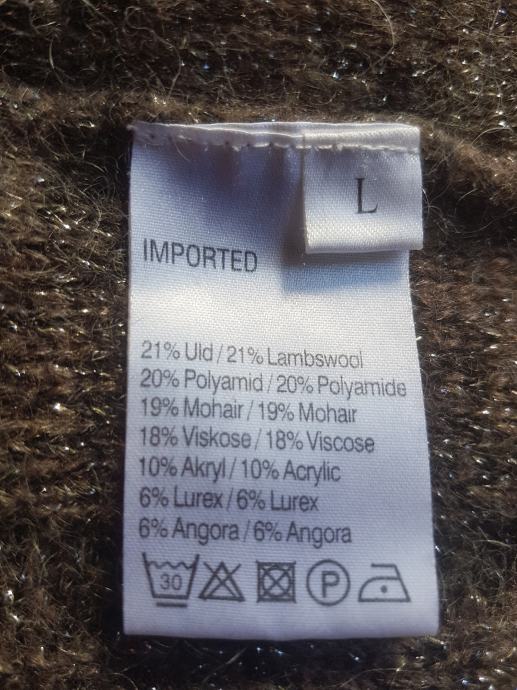 L
IMPORTED
21% Uld / 21% Lambswool
20% Polyamid / 20% Polyamide
19% Mohair / 19% Mohair
18% Viskose / 18% Viscose
10% Akryl / 10% Acrylic
6% Lurex / 6% Lurex
6% Angora / 6% Angora
30 P